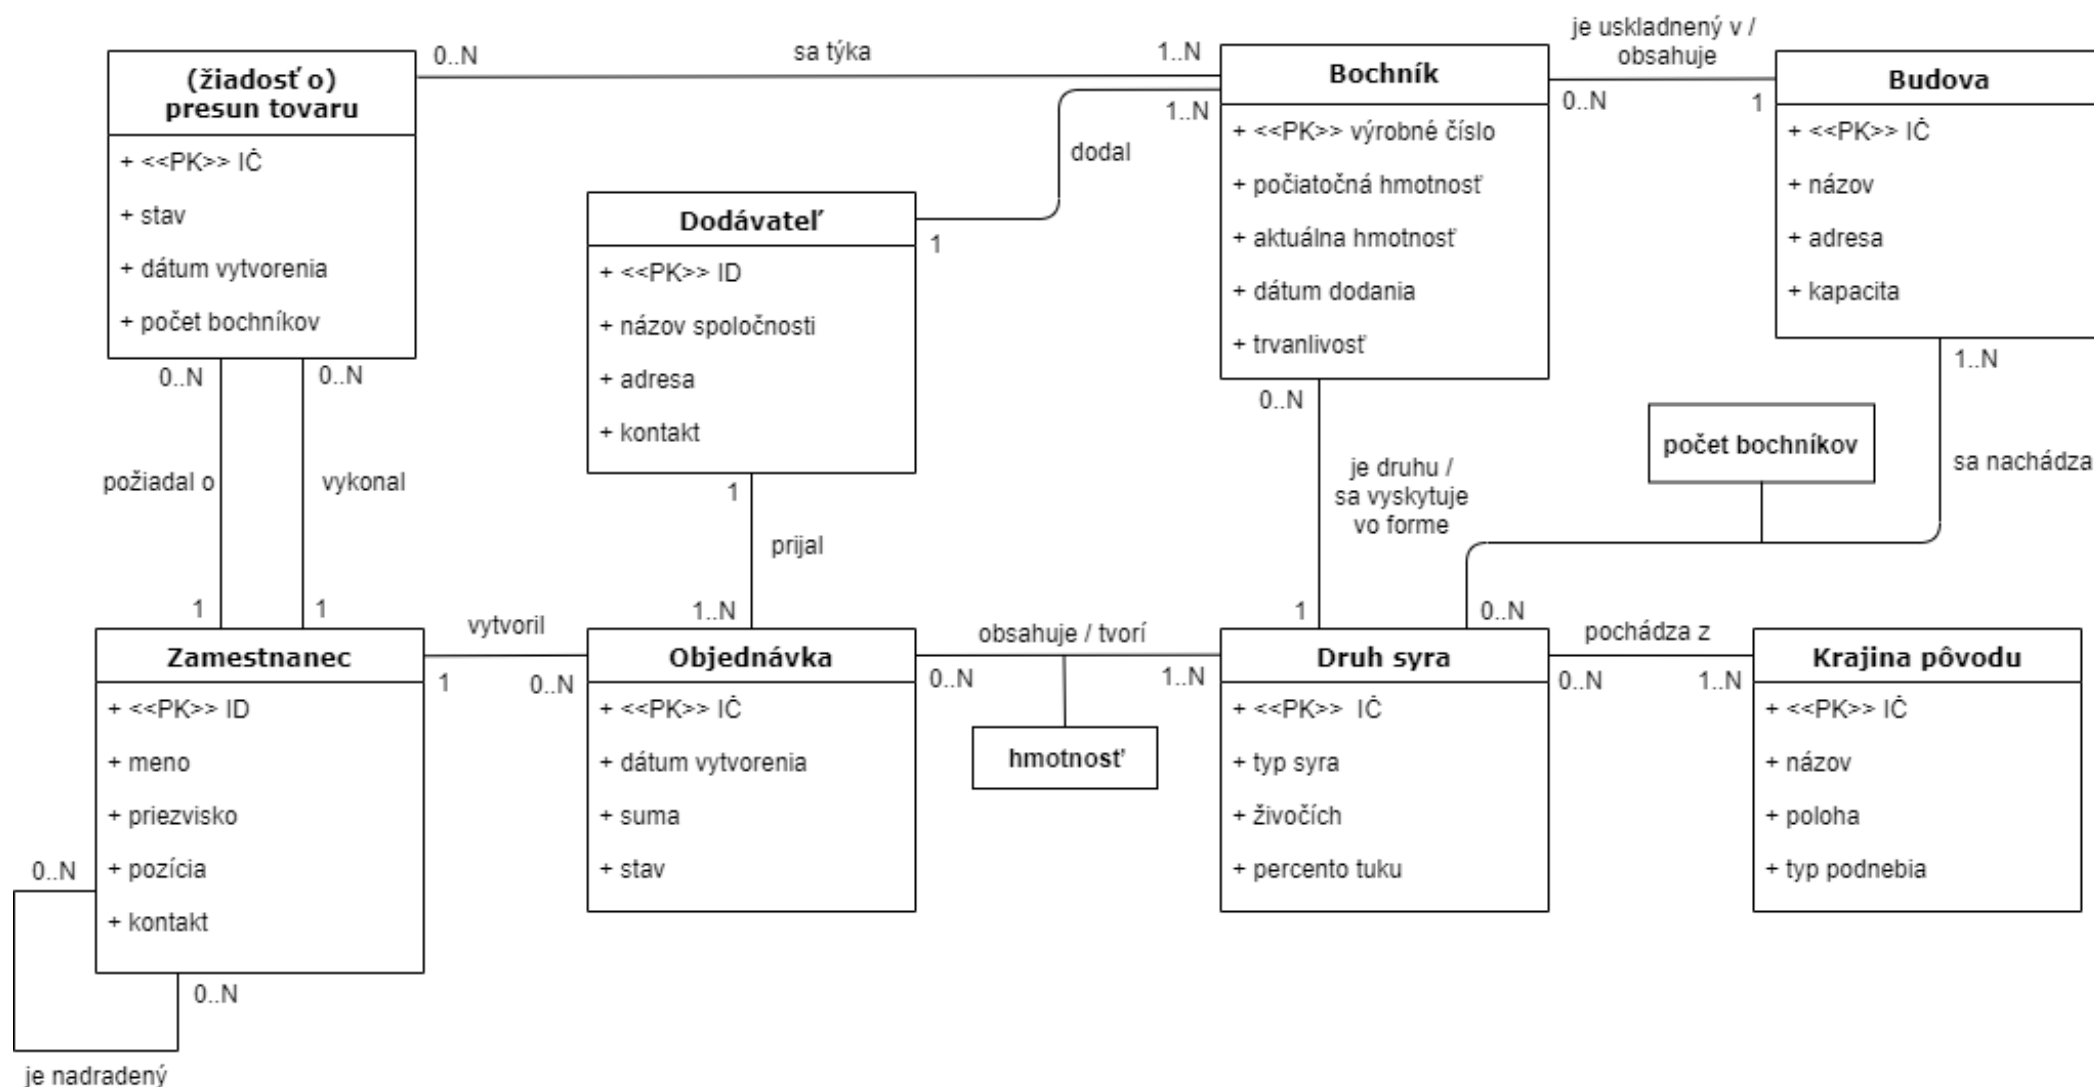 (žiadosť o)
presun tovaru
+ <<PK>> IČ
+ stav
+ dátum vytvorenia
+ počet bochníkov
0..N
sa týka
1..N
Bochník
+ <<PK>> výrobné číslo
+ počiatočná hmotnosť
+ aktuálna hmotnosť
+ dátum dodania
+ trvanlivosť
je uskladnený v /
obsahuje
0..N
1
Budova
+ <<PK>> IČ
+ názov
+ adresa
+ kapacita
1..N
dodal
1
Dodávateľ
+ <<PK>> ID
+ názov spoločnosti
+ adresa
+ kontakt
0..N
0..N
požiadal o
vykonal
1
1
1
prijal
1..N
0..N
je druhu /
sa vyskytuje
vo forme
1
1..N
počet bochníkov
sa nachádza
0..N
Zamestnanec
+ <<PK>> ID
+ meno
+ priezvisko
+ pozícia
+ kontakt
vytvoril
1
0..N
Objednávka
+ <<PK>> IČ
+ dátum vytvorenia
+ suma
+ stav
obsahuje / tvorí
0..N
1..N
hmotnosť
Druh syra
+ <<PK>> IČ
+ typ syra
+ živočích
+ percento tuku
pochádza z
0..N
1..N
Krajina pôvodu
+ <<PK>> IČ
+ názov
+ poloha
+ typ podnebia
0..N
0..N
je nadradený